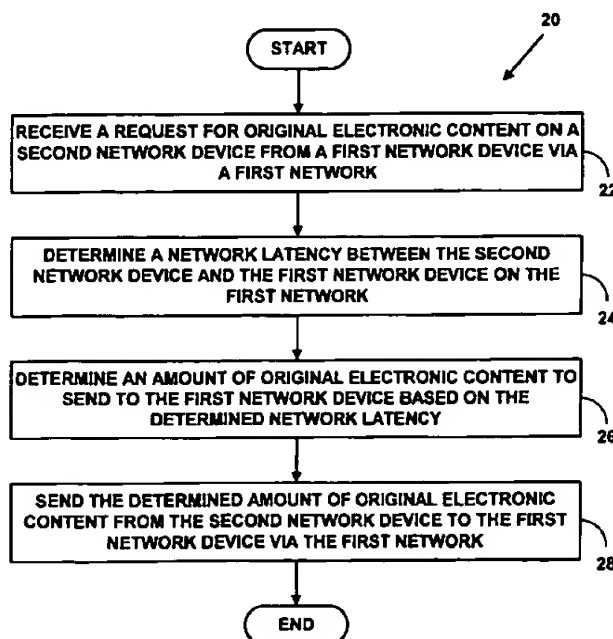 20
START
RECEIVE A REQUEST FOR ORIGINAL ELECTRONIC CONTENT ON A
SECOND NETWORK DEVICE FROM A FIRST NETWORK DEVICE VIA
A FIRST NETWORK
22
DETERMINE A NETWORK LATENCY BETWEEN THE SECOND
NETWORK DEVICE AND THE FIRST NETWORK DEVICE ON THE
FIRST NETWORK
24
DETERMINE AN AMOUNT OF ORIGINAL ELECTRONIC CONTENT TO
SEND TO THE FIRST NETWORK DEVICE BASED ON THE
DETERMINED NETWORK LATENCY
26
SEND THE DETERMINED AMOUNT OF ORIGINAL ELECTRONIC
CONTENT FROM THE SECOND NETWORK DEVICE TO THE FIRST
NETWORK DEVICE VIA THE FIRST NETWORK
28
END